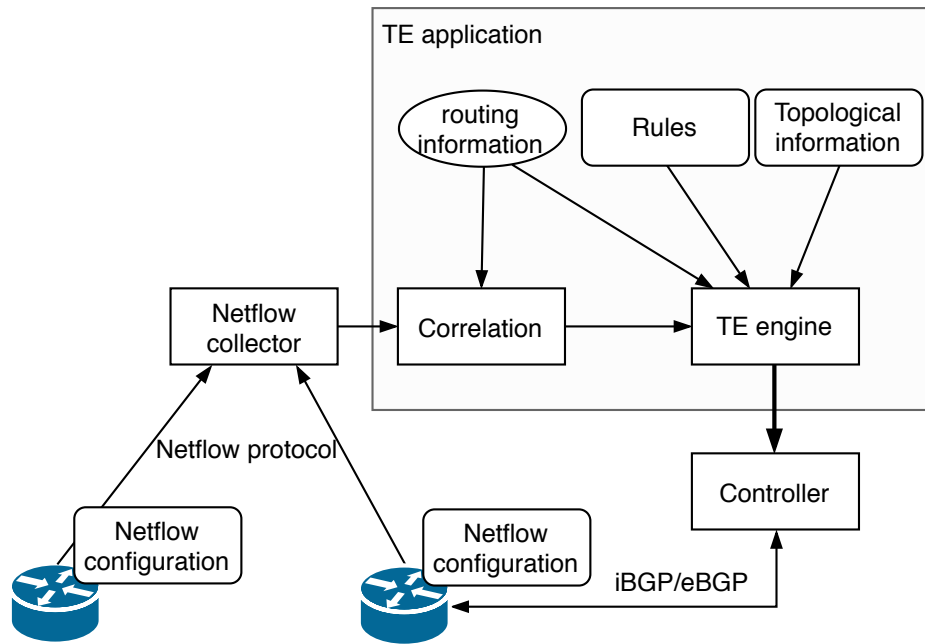 TE application
routing
information
Rules
Topological
information
Netflow
collector
Correlation
TE engine
Netflow protocol
Controller
Netflow
configuration
Netflow
configuration
iBGP/eBGP